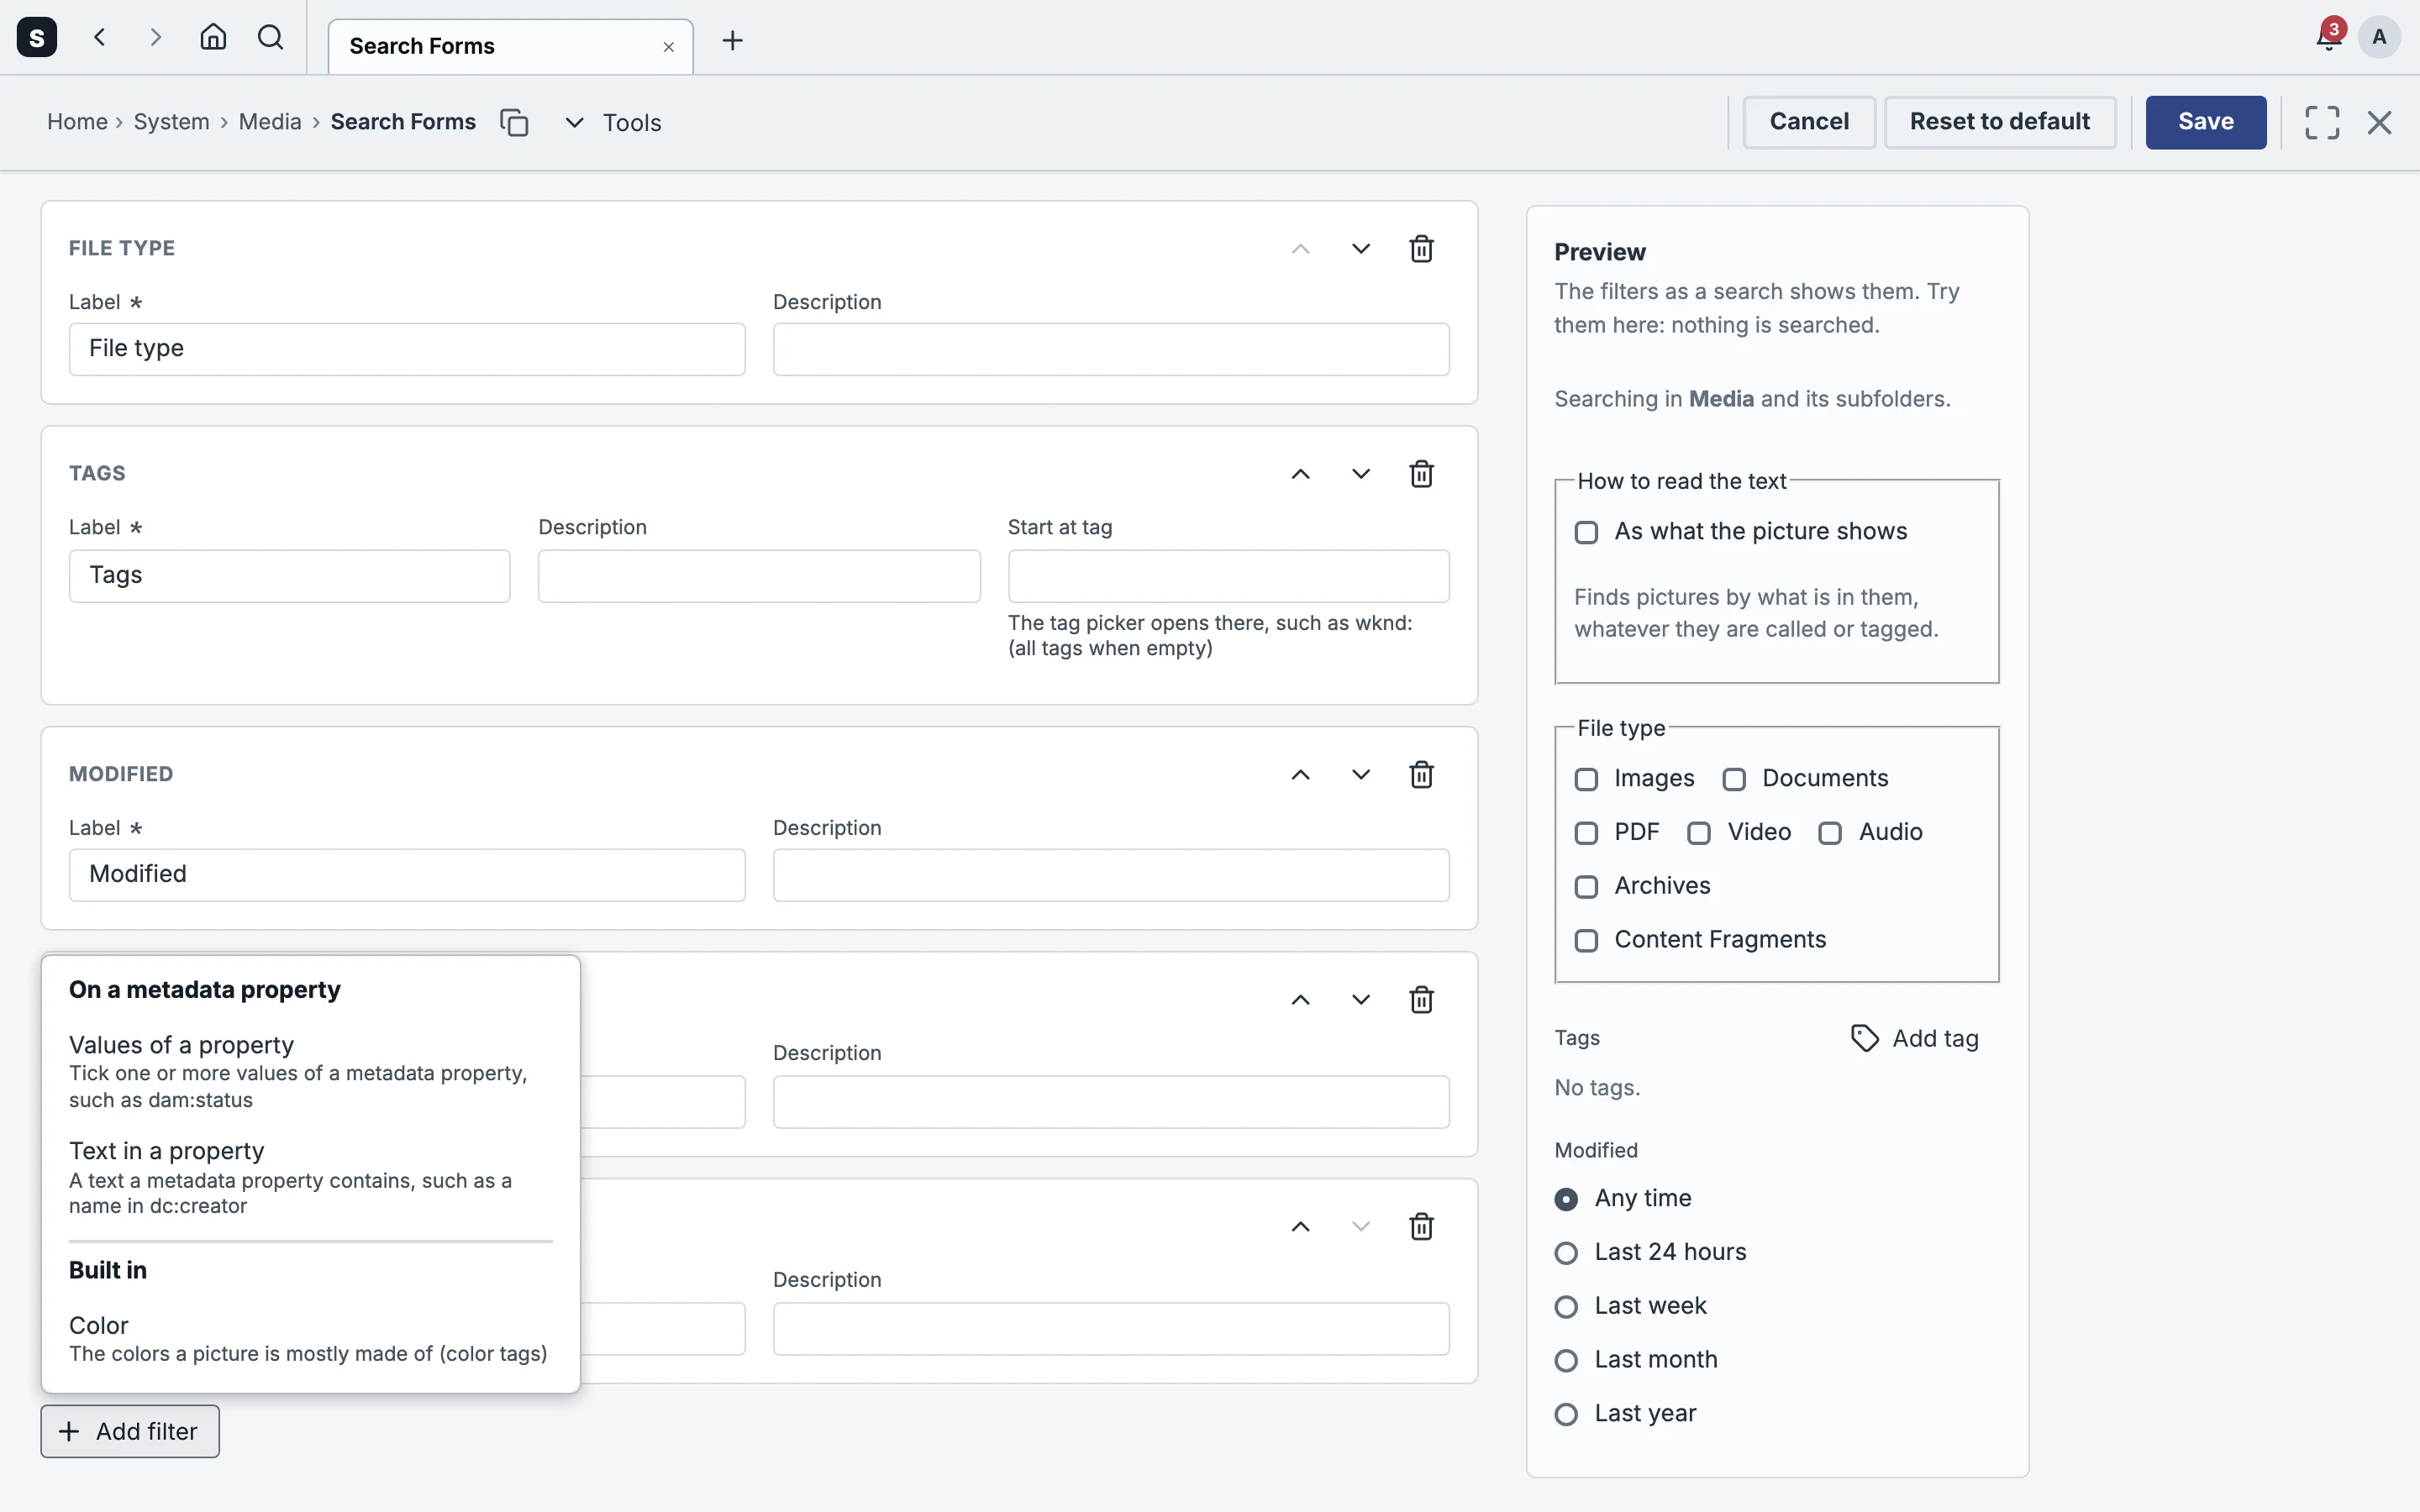 S
Search Forms
3
A
Home › System › Media › Search Forms
Tools
Cancel
Reset to default
Save
FILE TYPE
Label *
Description
File type
TAGS
Label *
Description
Start at tag
Tags
The tag picker opens there, such as wknd:
(all tags when empty)
MODIFIED
Label *
Description
Modified
On a metadata property
Values of a property
Tick one or more values of a metadata property,
such as dam:status
Text in a property
A text a metadata property contains, such as a
name in dc:creator
Built in
Color
The colors a picture is mostly made of (color tags)
Description
Description
Add filter
Preview
The filters as a search shows them. Try
them here: nothing is searched.
Searching in Media and its subfolders.
How to read the text
As what the picture shows
Finds pictures by what is in them,
whatever they are called or tagged.
File type
Images Documents
PDF Video Audio
Archives
Content Fragments
Tags
Add tag
No tags.
Modified
Any time
Last 24 hours
Last week
Last month
Last year